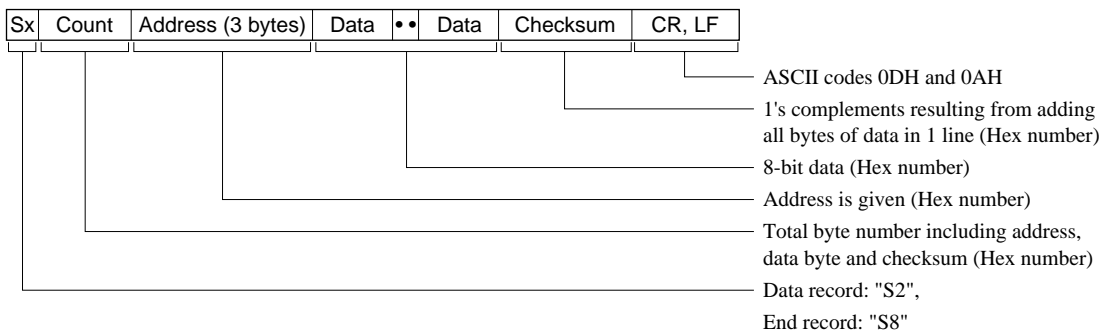 Sx Count Address (3 bytes) Data •• Data Checksum CR, LF
ASCII codes 0DH and 0AH
1's complements resulting from adding
all bytes of data in 1 line (Hex number)
8-bit data (Hex number)
Address is given (Hex number)
Total byte number including address,
data byte and checksum (Hex number)
Data record: "S2",
End record: "S8"